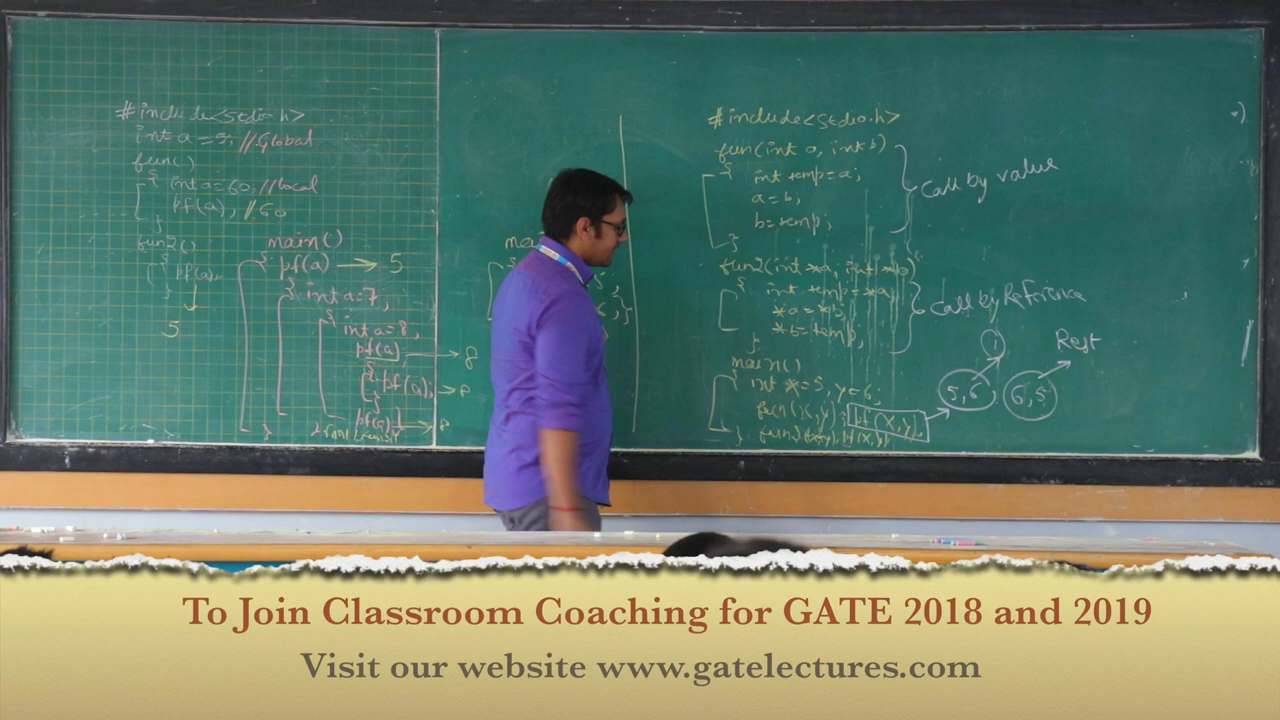 #include<stdio.h>
int a = 5; //Global
fun()
{ int a=60; //Local
pf(a); //60
}
fun2()
{ pf(a);
}
5
main()
{ pf(a) → 5
{ int a=7;
{ int a=8;
pf(a); → 8
{ pf(a); → 8
}
pf(a) } → 8
}
#include<stdio.h>
fun(int a, int b)
{ int temp=a;
a=b;
b=temp;
}
Call by value
fun2(int *a, int *b)
{ int temp=*a;
*a=*b;
*b=temp;
}
Call by Reference
main()
{ int x=5, y=6;
fun(x,y);
(x,y);
}
5,6
6,5
Rest
To Join Classroom Coaching for GATE 2018 and 2019
Visit our website www.gatelectures.com